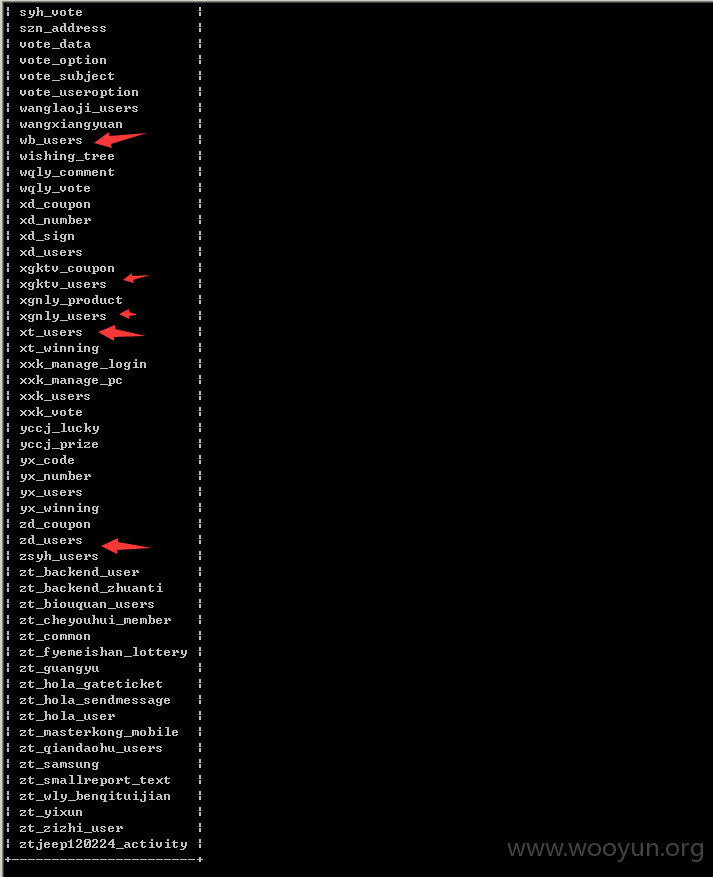 ¦ syh_vote ¦
¦ szn_address ¦
¦ vote_data ¦
¦ vote_option ¦
¦ vote_subject ¦
¦ vote_useroption ¦
¦ wanglaoji_users ¦
¦ wangxiangyuan ¦
¦ wb_users ¦
¦ wishing_tree ¦
¦ wqly_comment ¦
¦ wqly_vote ¦
¦ xd_coupon ¦
¦ xd_number ¦
¦ xd_sign ¦
¦ xd_users ¦
¦ xgktv_coupon ¦
¦ xgktv_users ¦
¦ xgnly_product ¦
¦ xgnly_users ¦
¦ xt_users ¦
¦ xt_winning ¦
¦ xxk_manage_login ¦
¦ xxk_manage_pc ¦
¦ xxk_users ¦
¦ xxk_vote ¦
¦ yccj_lucky ¦
¦ yccj_prize ¦
¦ yx_code ¦
¦ yx_number ¦
¦ yx_users ¦
¦ yx_winning ¦
¦ zd_coupon ¦
¦ zd_users ¦
¦ zsyh_users ¦
¦ zt_backend_user ¦
¦ zt_backend_zhuanti ¦
¦ zt_biouquan_users ¦
¦ zt_cheyouhui_member ¦
¦ zt_common ¦
¦ zt_fyemeishan_lottery ¦
¦ zt_guangyu ¦
¦ zt_hola_gateticket ¦
¦ zt_hola_sendmessage ¦
¦ zt_hola_user ¦
¦ zt_masterkong_mobile ¦
¦ zt_qiandaohu_users ¦
¦ zt_samsung ¦
¦ zt_smallreport_text ¦
¦ zt_wly_benqituijian ¦
¦ zt_yixun ¦
¦ zt_zizhi_user ¦
¦ ztjeep120224_activity ¦
+-----------------------+
www.wooyun.org